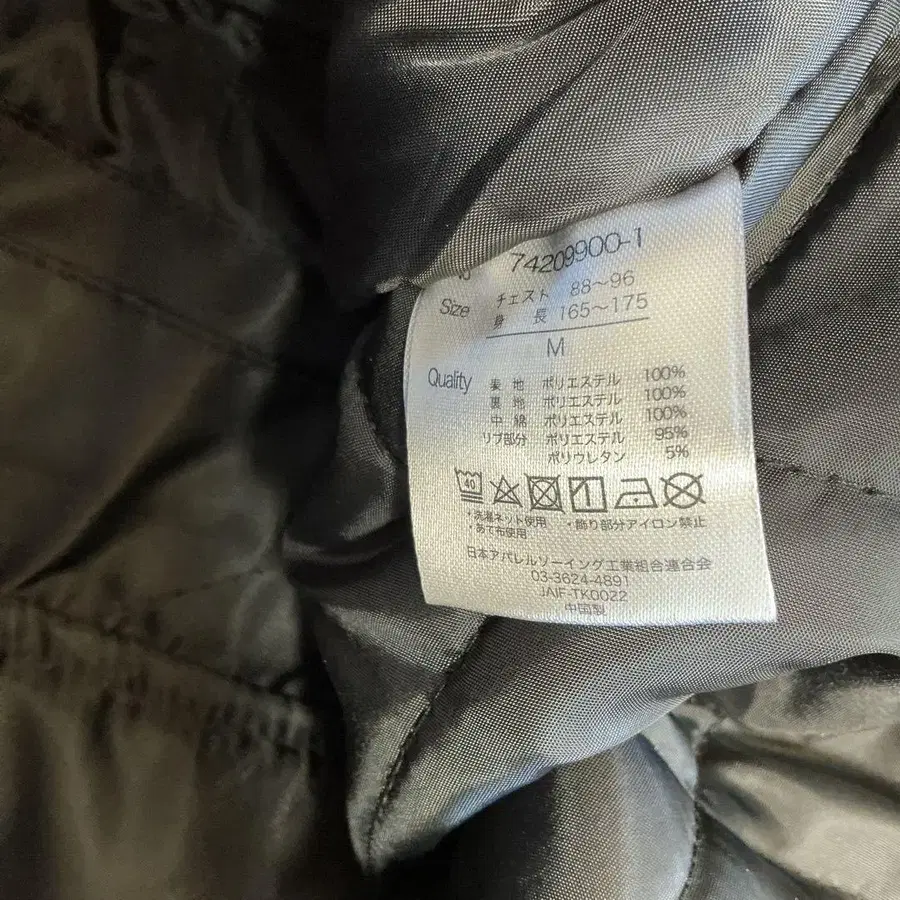 74209900-1
Size チェスト 88～96
身 長 165～175
M
Quality 表 地 ポリエステル 100%
裏 地 ポリエステル 100%
中 綿 ポリエステル 100%
リブ部分 ポリエステル 95%
ポリウレタン 5%
40
・洗濯ネット使用 ・飾り部分アイロン禁止
・あて布使用
日本アパレルソーイング工業組合連合会
03-3624-4891
JAIF-TK0022
中国製